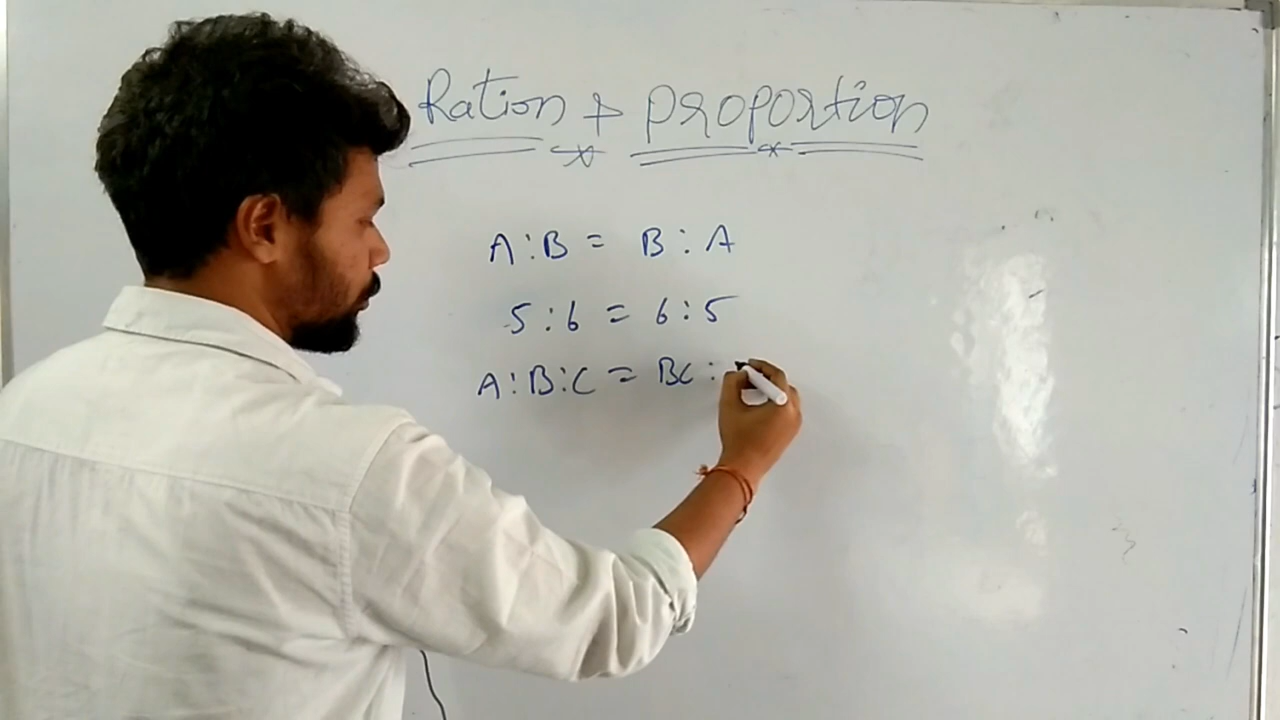 Ration & Proportion
A : B = B : A
5 : 6 = 6 : 5
A : B : C = BC :